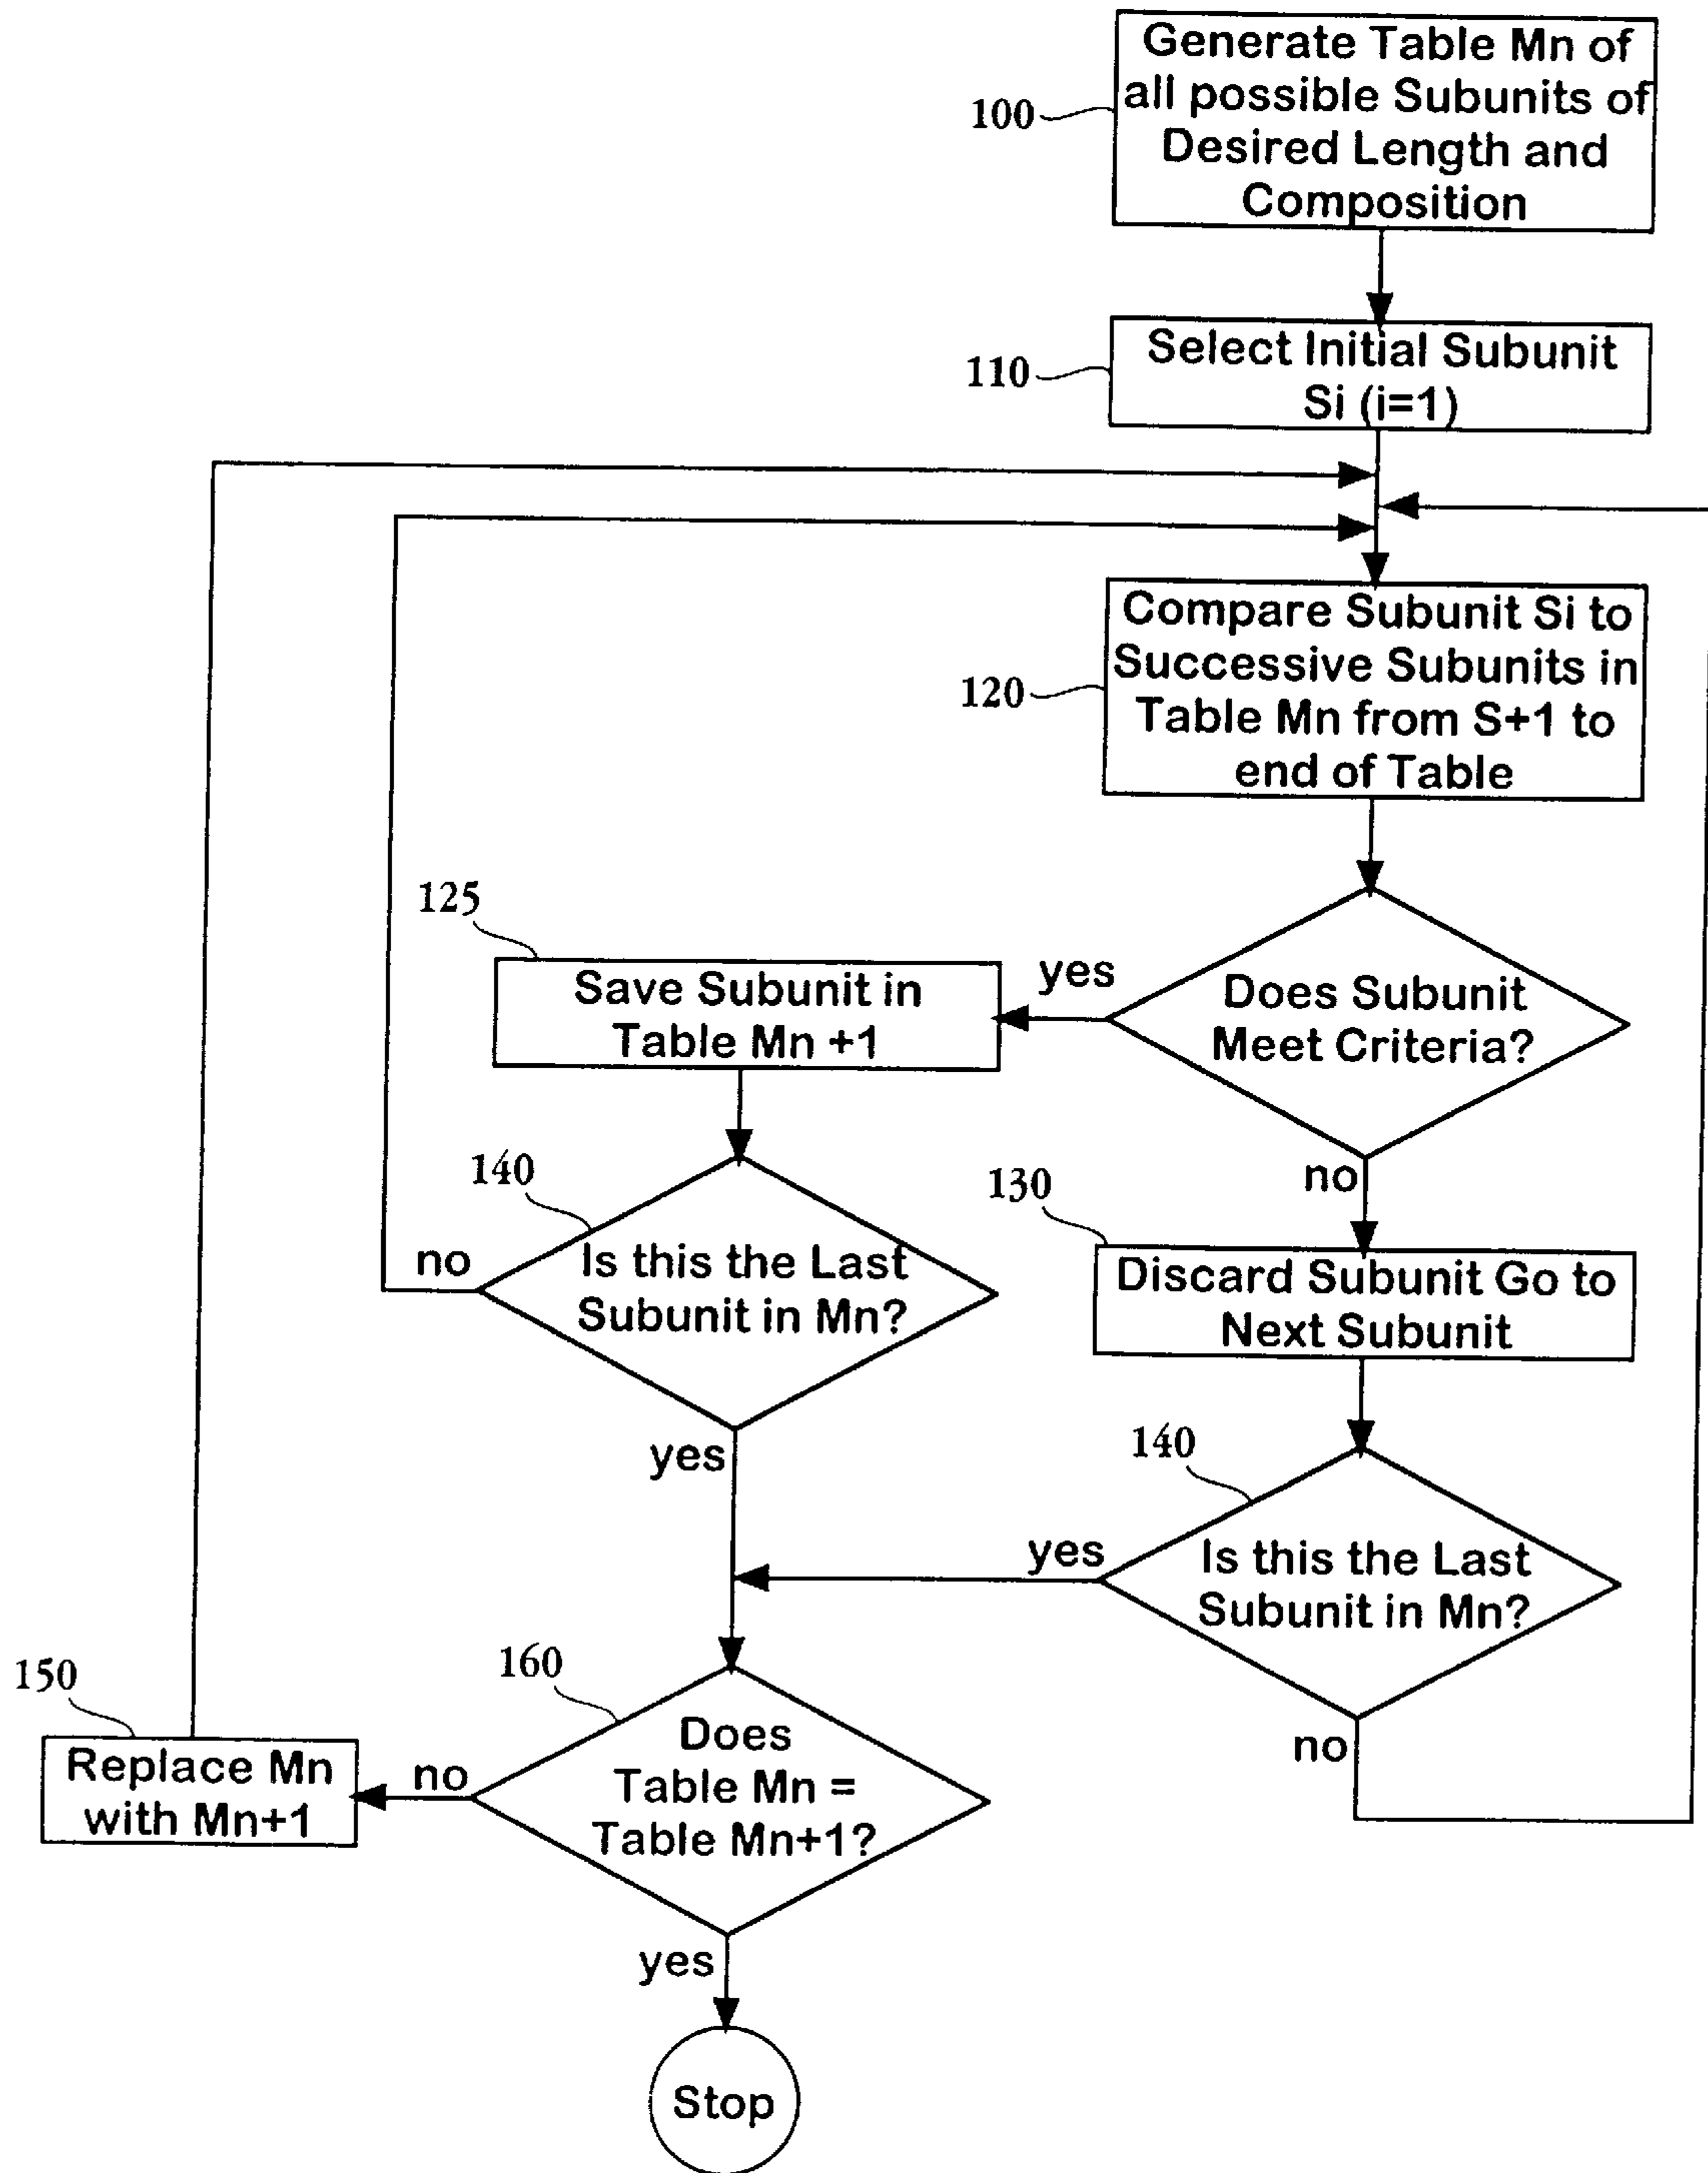 Generate Table Mn of
all possible Subunits of
Desired Length and
Composition
100
Select Initial Subunit
Si (i=1)
110
Compare Subunit Si to
Successive Subunits in
Table Mn from S+1 to
end of Table
120
Does Subunit
Meet Criteria?
yes
no
125
Save Subunit in
Table Mn +1
140
Is this the Last
Subunit in Mn?
no
yes
130
Discard Subunit Go to
Next Subunit
140
Is this the Last
Subunit in Mn?
yes
no
160
Does
Table Mn =
Table Mn+1?
no
yes
150
Replace Mn
with Mn+1
Stop